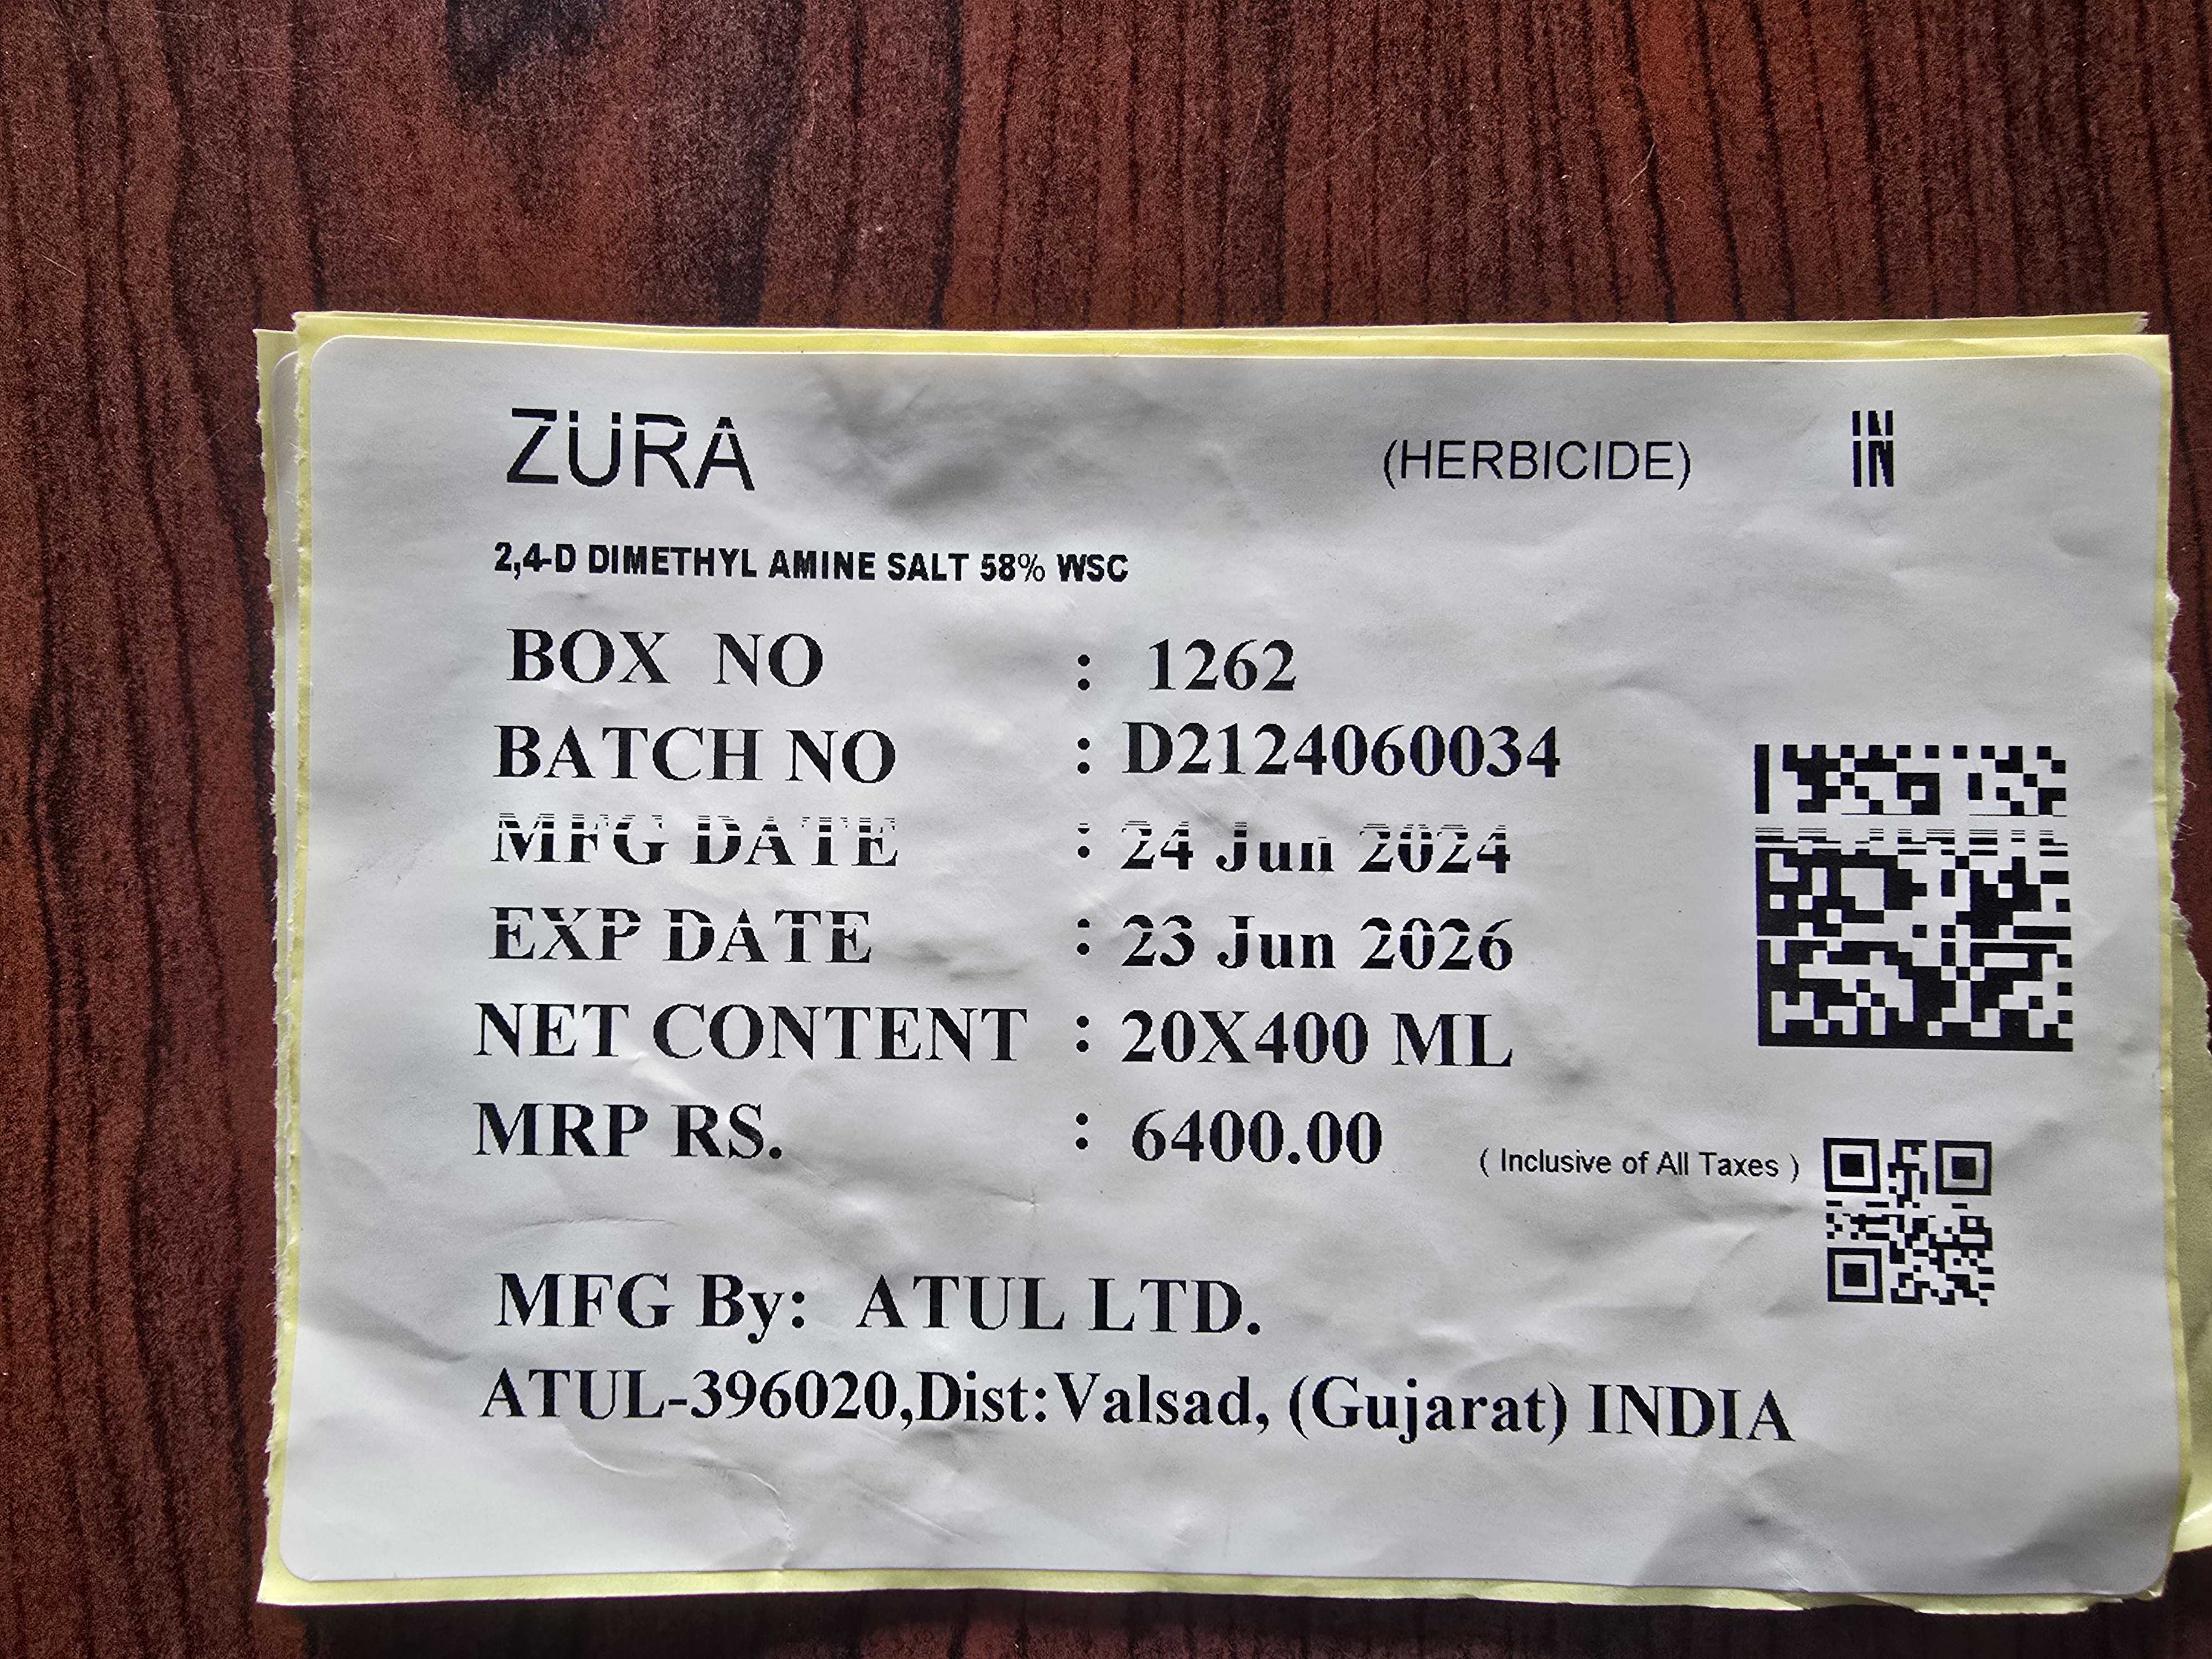 ZURA (HERBICIDE) IN
2,4-D DIMETHYL AMINE SALT 58% WSC
BOX NO : 1262
BATCH NO : D2124060034
MFG DATE : 24 Jun 2024
EXP DATE : 23 Jun 2026
NET CONTENT : 20X400 ML
MRP RS. : 6400.00 ( Inclusive of All Taxes )
MFG By: ATUL LTD.
ATUL-396020,Dist:Valsad, (Gujarat) INDIA